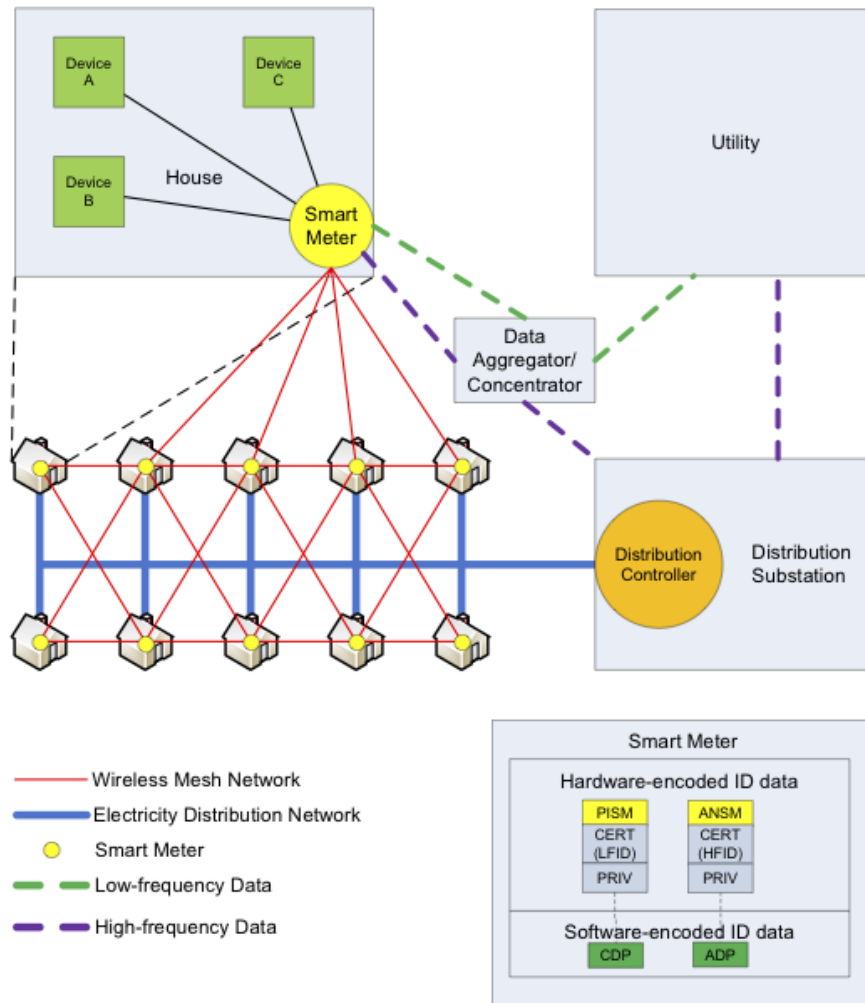 Device
A
Device
C
Device
B
House
Smart
Meter
Utility
Data
Aggregator/
Concentrator
Distribution
Controller
Distribution
Substation
Wireless Mesh Network
Electricity Distribution Network
Smart Meter
Low-frequency Data
High-frequency Data
Smart Meter
Hardware-encoded ID data
PISM
CERT
(LFID)
PRIV
ANSM
CERT
(HFID)
PRIV
Software-encoded ID data
CDP
ADP